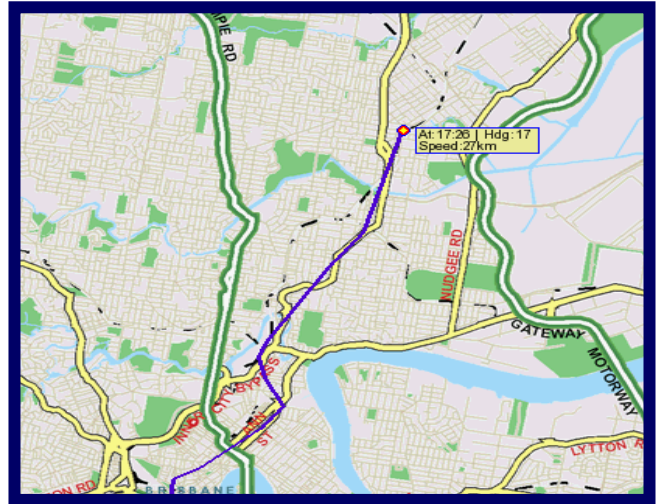 PIE RD
At: 17:26 | Hdg: 17
Speed:27km
NUDGEE RD
GATEWAY
MOTORWAY
CITY BYPASS
ANN
ST
LYTTON R
ON RD
BRISBANE